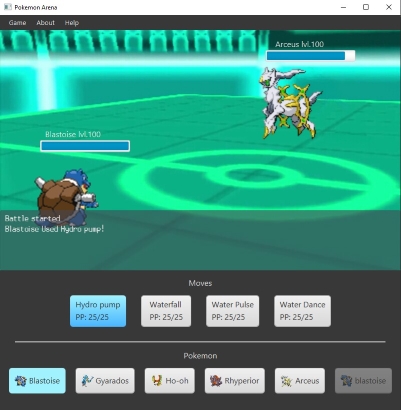 Pokemon Arena
Game About Help
Arceus lvl.100
Blastoise lvl.100
Battle started
Blastoise Used Hydro pump!
Moves
Hydro pump
PP: 25/25
Waterfall
PP: 25/25
Water Pulse
PP: 25/25
Water Dance
PP: 25/25
Pokemon
Blastoise
Gyarados
Ho-oh
Rhyperior
Arceus
blastoise